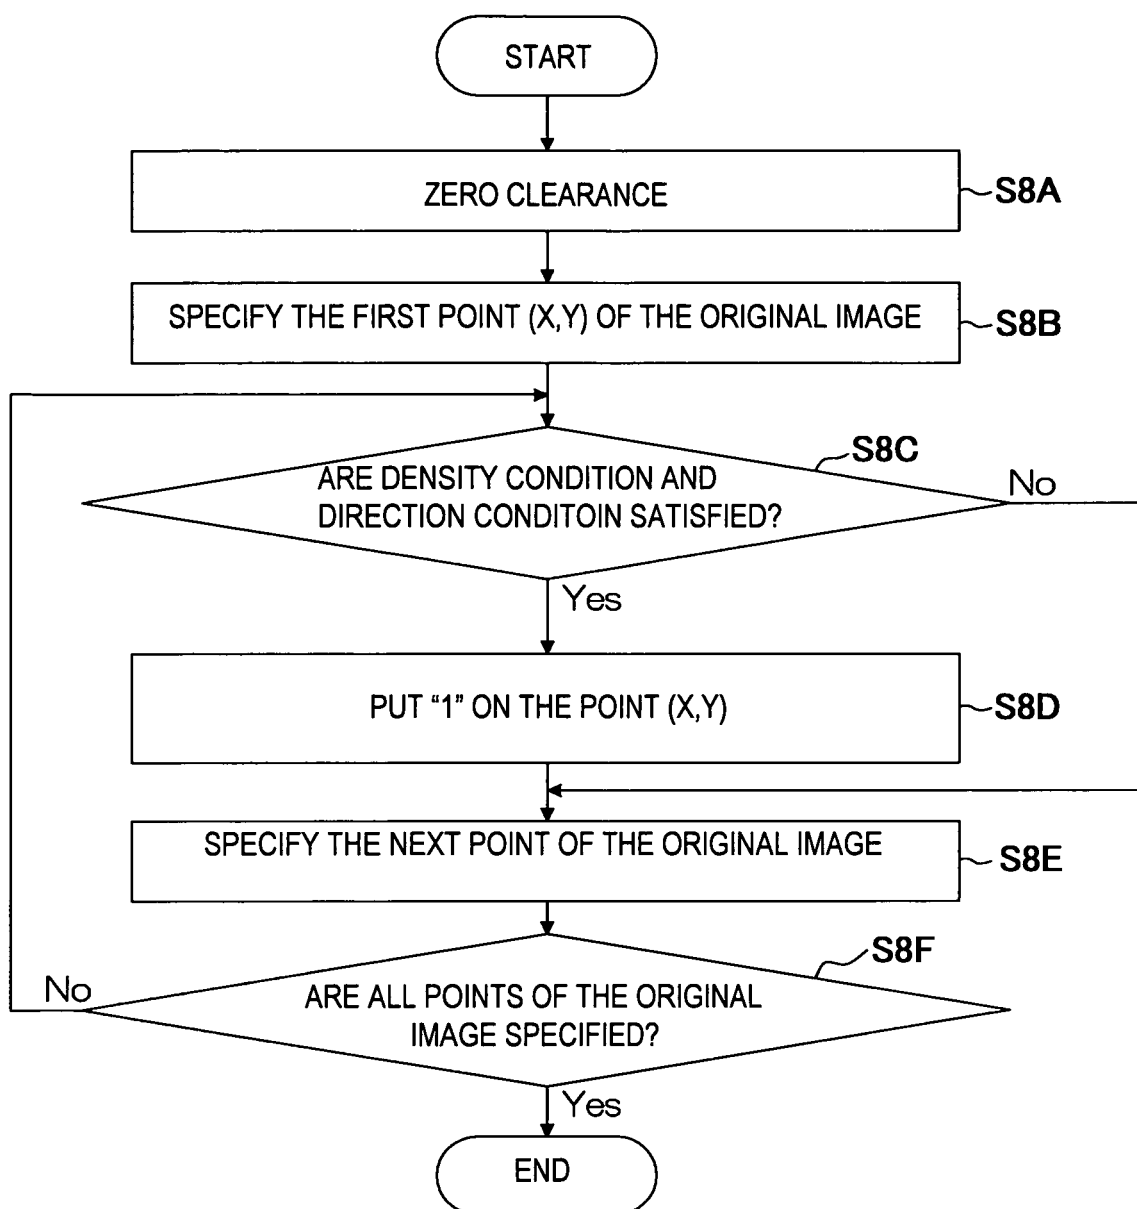 START
ZERO CLEARANCE
S8A
SPECIFY THE FIRST POINT (X,Y) OF THE ORIGINAL IMAGE
S8B
S8C
ARE DENSITY CONDITION AND
DIRECTION CONDITOIN SATISFIED?
No
Yes
PUT “1” ON THE POINT (X,Y)
S8D
SPECIFY THE NEXT POINT OF THE ORIGINAL IMAGE
S8E
S8F
No
ARE ALL POINTS OF THE ORIGINAL
IMAGE SPECIFIED?
Yes
END